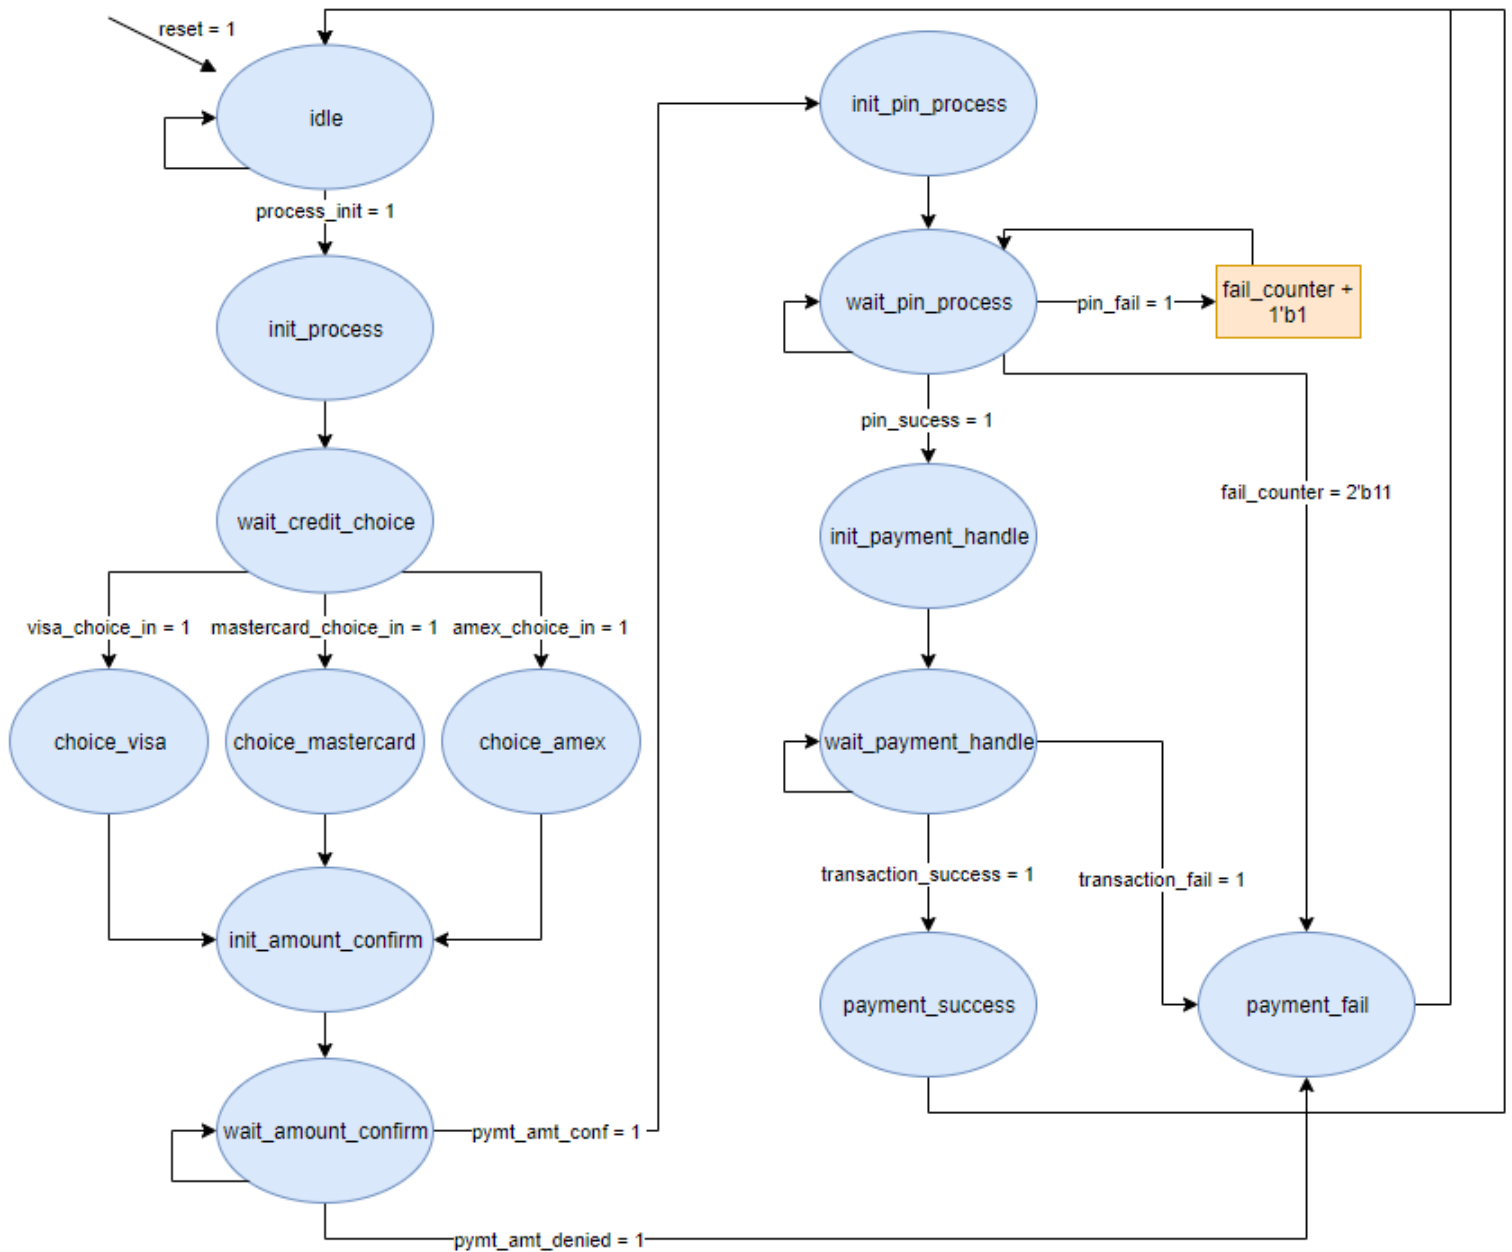 reset = 1
idle
process_init = 1
init_process
wait_credit_choice
visa_choice_in = 1
mastercard_choice_in = 1
amex_choice_in = 1
choice_visa
choice_mastercard
choice_amex
init_amount_confirm
wait_amount_confirm
pymt_amt_conf = 1
pymt_amt_denied = 1
init_pin_process
wait_pin_process
pin_fail = 1
fail_counter +
1'b1
pin_sucess = 1
fail_counter = 2'b11
init_payment_handle
wait_payment_handle
transaction_success = 1
transaction_fail = 1
payment_success
payment_fail